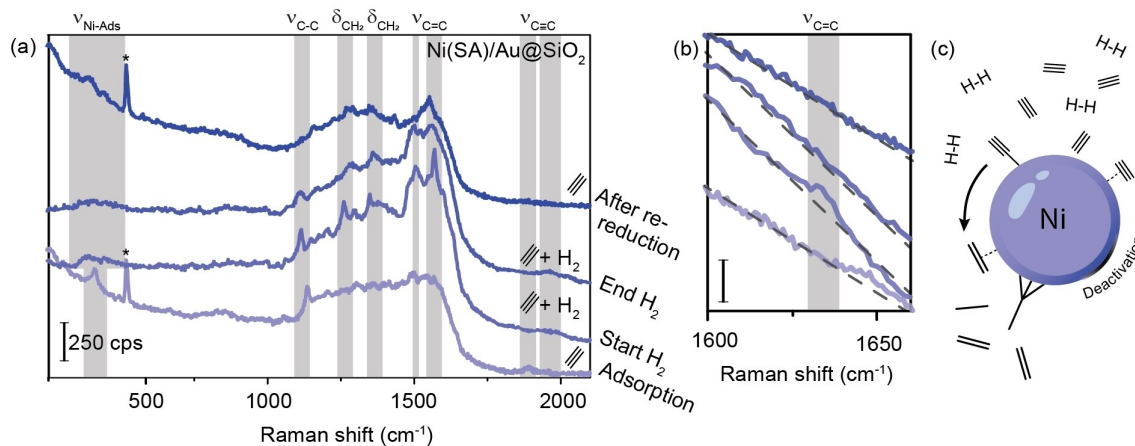 (a)
νNi-Ads
νC-C
δCH₂
δCH₂
νC=C
νC≡C
Ni(SA)/Au@SiO₂
*
*
After re-
reduction
+ H₂
End H₂
+ H₂
Start H₂
Adsorption
250 cps
500
1000
1500
2000
Raman shift (cm⁻¹)
(b)
νC=C
1600
1650
Raman shift (cm⁻¹)
(c)
H-H
H-H
H-H
H-H
Ni
Deactivation